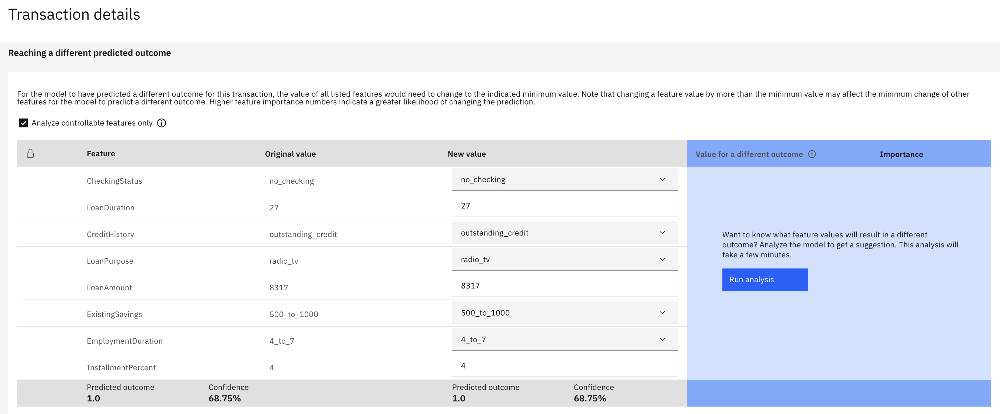 Transaction details
Reaching a different predicted outcome
For the model to have predicted a different outcome for this transaction, the value of all listed features would need to change to the indicated minimum value. Note that changing a feature value by more than the minimum value may affect the minimum change of other
features for the model to predict a different outcome. Higher feature importance numbers indicate a greater likelihood of changing the prediction.
Analyze controllable features only
Feature Original value New value Value for a different outcome Importance
CheckingStatus no_checking no_checking
LoanDuration 27 27
CreditHistory outstanding_credit outstanding_credit
LoanPurpose radio_tv radio_tv
LoanAmount 8317 8317
ExistingSavings 500_to_1000 500_to_1000
EmploymentDuration 4_to_7 4_to_7
InstallmentPercent 4 4
Want to know what feature values will result in a different
outcome? Analyze the model to get a suggestion. This analysis will
take a few minutes.
Run analysis
Predicted outcome Confidence Predicted outcome Confidence
1.0 68.75% 1.0 68.75%